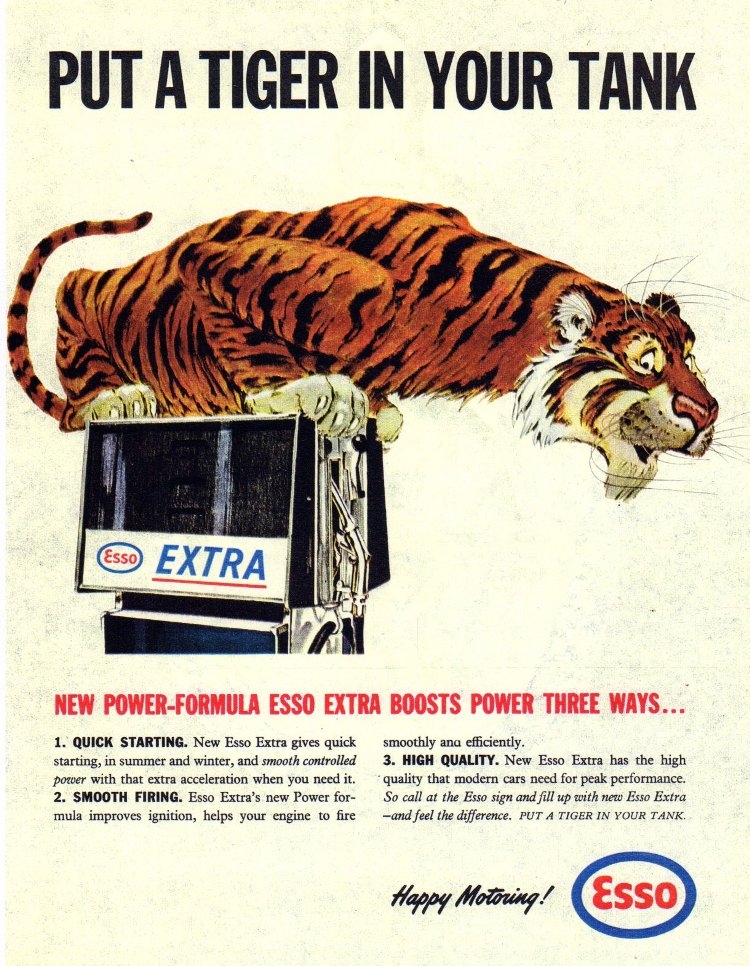 PUT A TIGER IN YOUR TANK
Esso EXTRA
NEW POWER-FORMULA ESSO EXTRA BOOSTS POWER THREE WAYS...
1. QUICK STARTING. New Esso Extra gives quick
starting, in summer and winter, and smooth controlled
power with that extra acceleration when you need it.
2. SMOOTH FIRING. Esso Extra's new Power for-
mula improves ignition, helps your engine to fire
smoothly and efficiently.
3. HIGH QUALITY. New Esso Extra has the high
quality that modern cars need for peak performance.
So call at the Esso sign and fill up with new Esso Extra
—and feel the difference. PUT A TIGER IN YOUR TANK.
Happy Motoring!
Esso